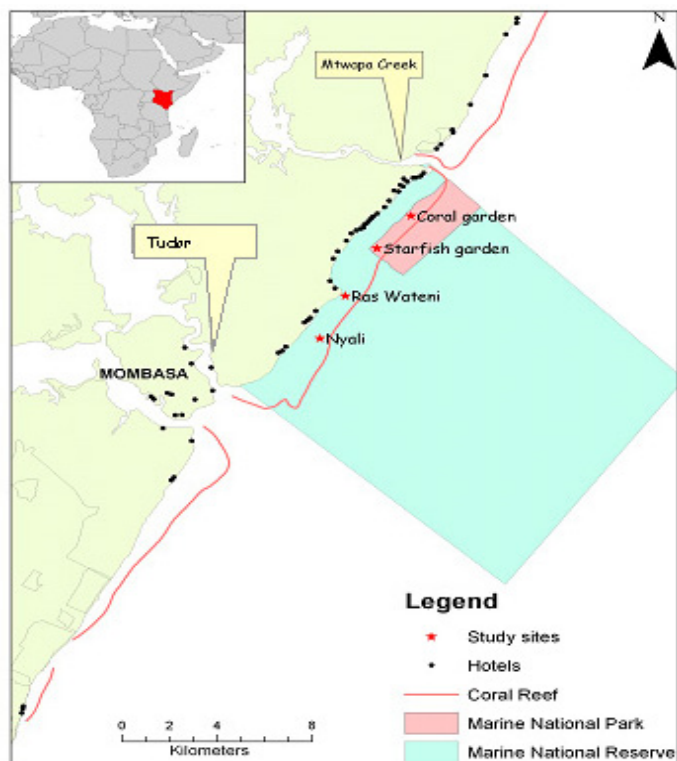 N
Mtwapa Creek
Coral garden
Starfish garden
Tudor
Ras Wateni
Nyali
MOMBASA
Legend
Study sites
Hotels
Coral Reef
Marine National Park
Marine National Reserve
0 2 4 8
Kilometers